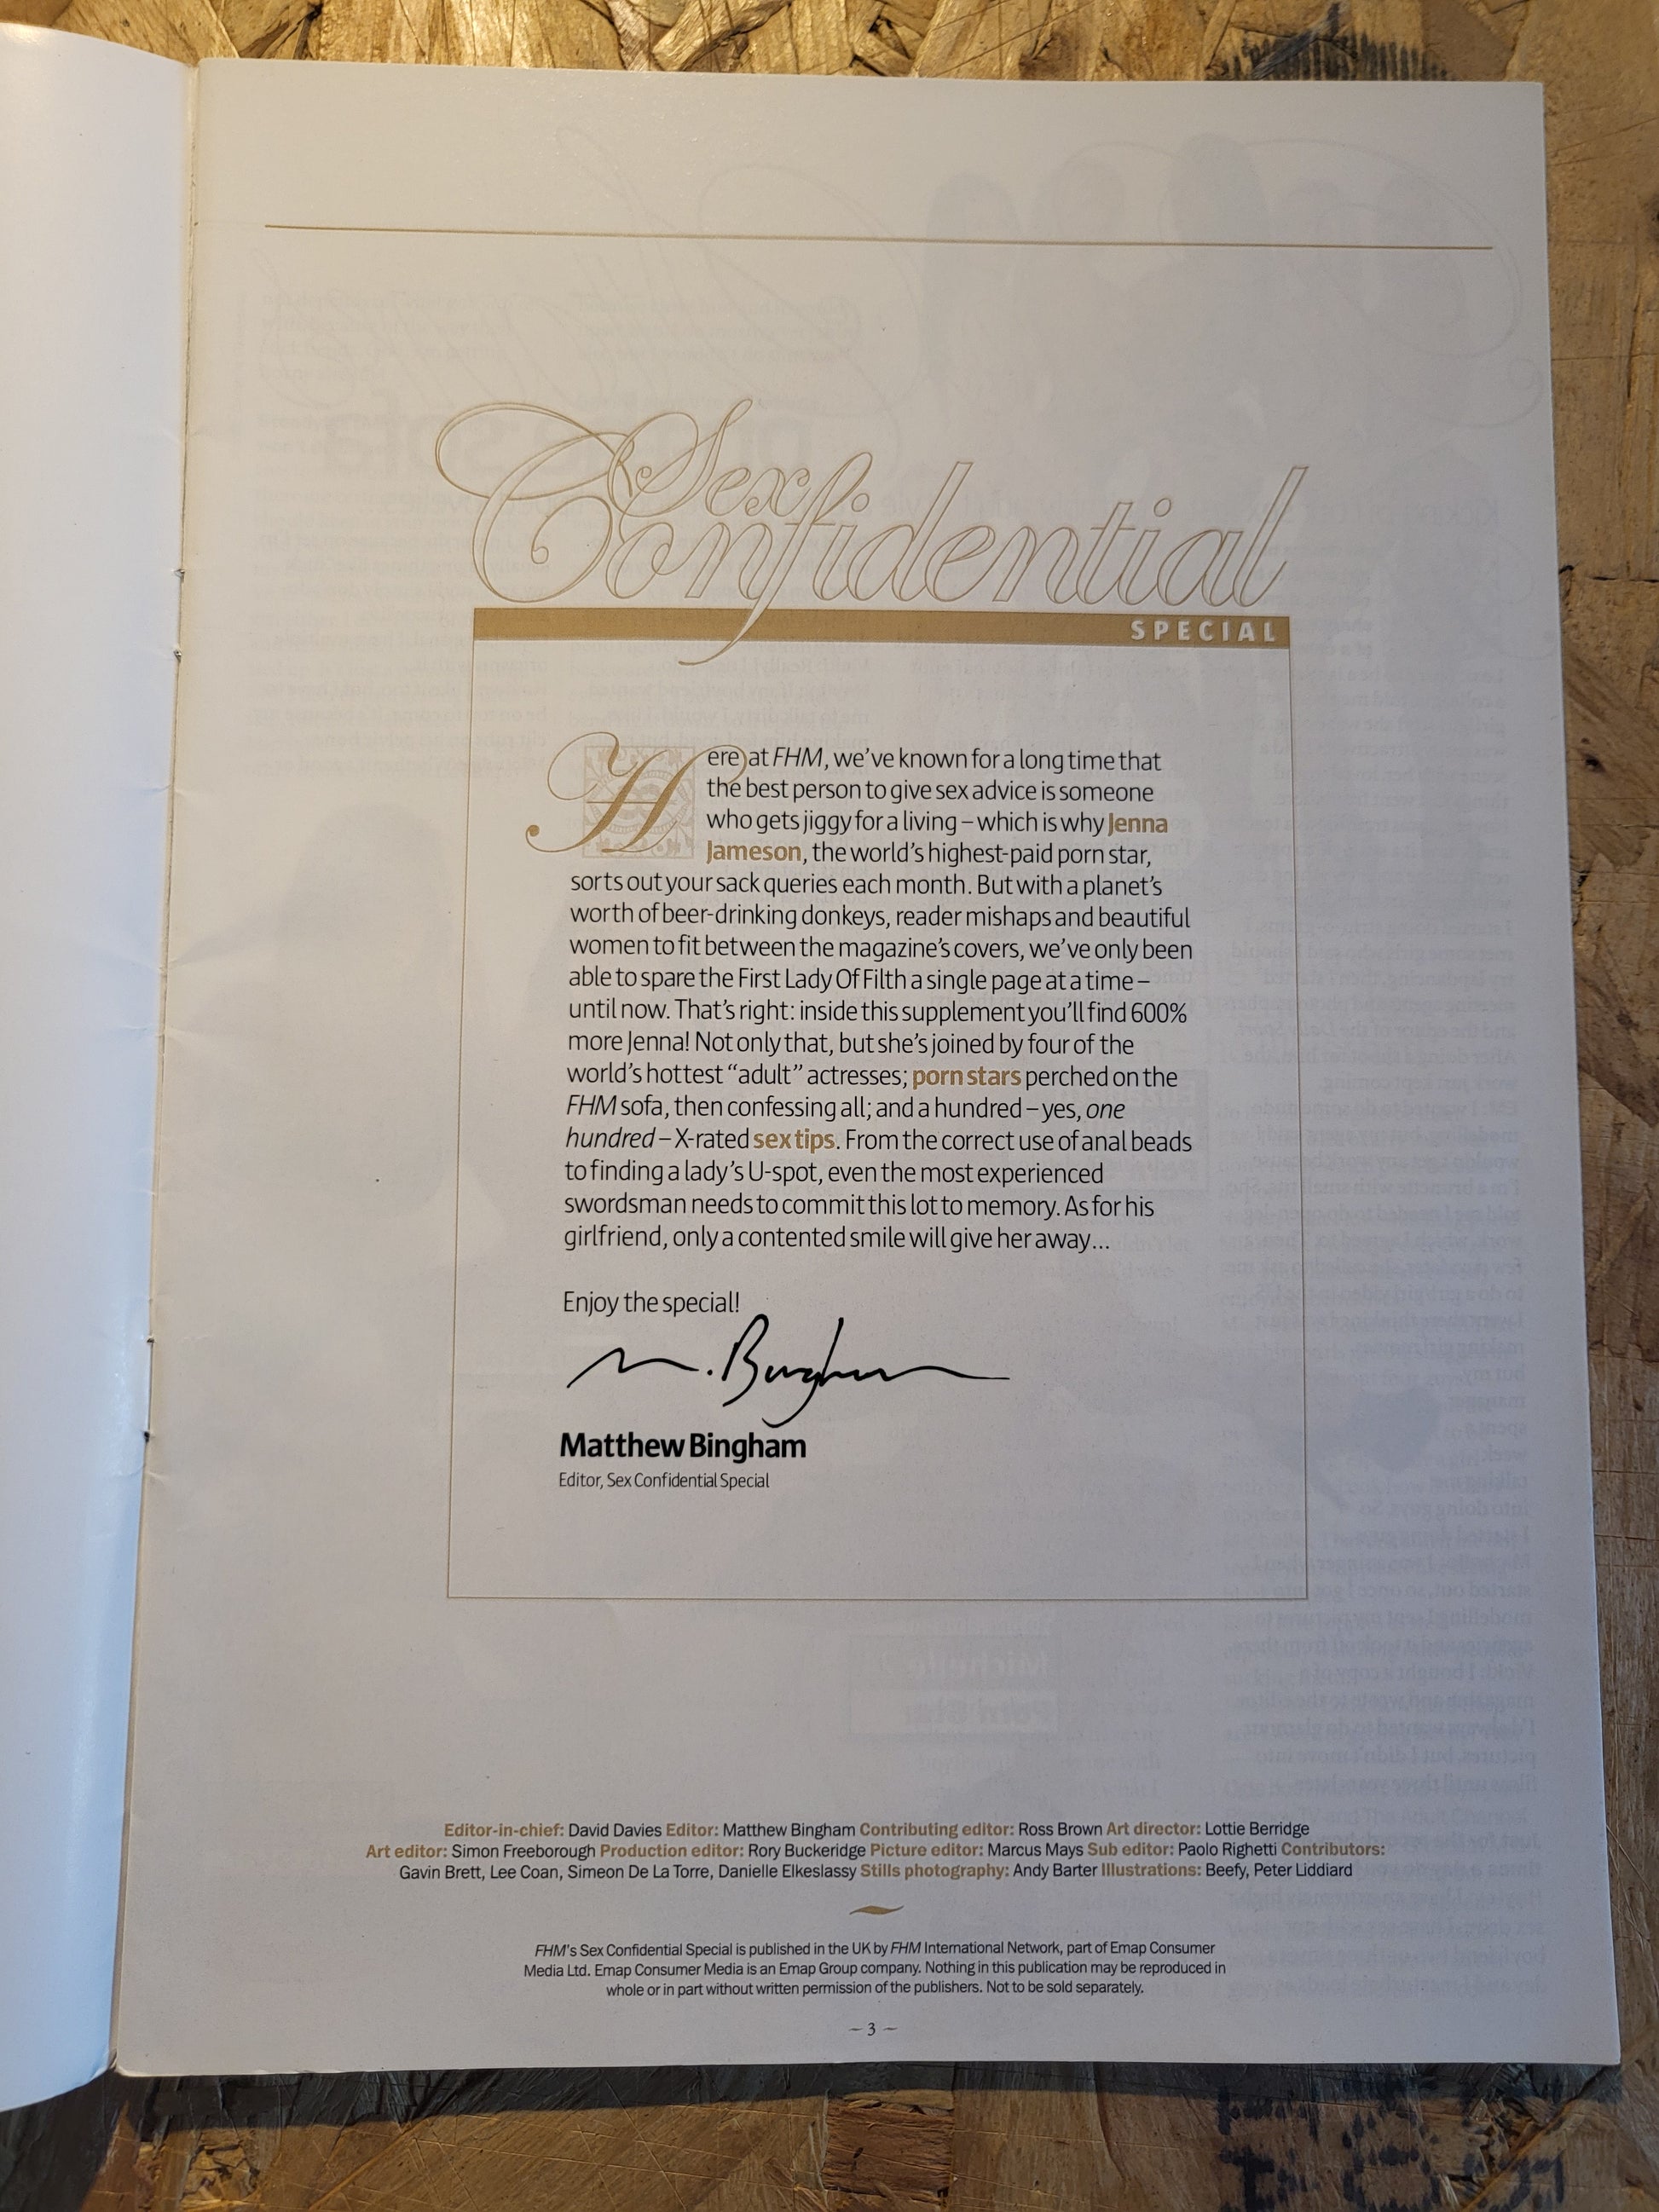 Sex
Confidential
SPECIAL
Here at FHM, we've known for a long time that
the best person to give sex advice is someone
who gets jiggy for a living – which is why Jenna
Jameson, the world's highest-paid porn star,
sorts out your sack queries each month. But with a planet's
worth of beer-drinking donkeys, reader mishaps and beautiful
women to fit between the magazine's covers, we've only been
able to spare the First Lady Of Filth a single page at a time –
until now. That's right: inside this supplement you'll find 600%
more Jenna! Not only that, but she's joined by four of the
world's hottest “adult” actresses; porn stars perched on the
FHM sofa, then confessing all; and a hundred – yes, one
hundred – X-rated sex tips. From the correct use of anal beads
to finding a lady's U-spot, even the most experienced
swordsman needs to commit this lot to memory. As for his
girlfriend, only a contented smile will give her away...
Enjoy the special!
M. Bingham
Matthew Bingham
Editor, Sex Confidential Special
Editor-in-chief: David Davies Editor: Matthew Bingham Contributing editor: Ross Brown Art director: Lottie Berridge
Art editor: Simon Freeborough Production editor: Rory Buckeridge Picture editor: Marcus Mays Sub editor: Paolo Righetti Contributors:
Gavin Brett, Lee Coan, Simeon De La Torre, Danielle Elkeslassy Stills photography: Andy Barter Illustrations: Beefy, Peter Liddiard
FHM's Sex Confidential Special is published in the UK by FHM International Network, part of Emap Consumer
Media Ltd. Emap Consumer Media is an Emap Group company. Nothing in this publication may be reproduced in
whole or in part without written permission of the publishers. Not to be sold separately.
– 3 –